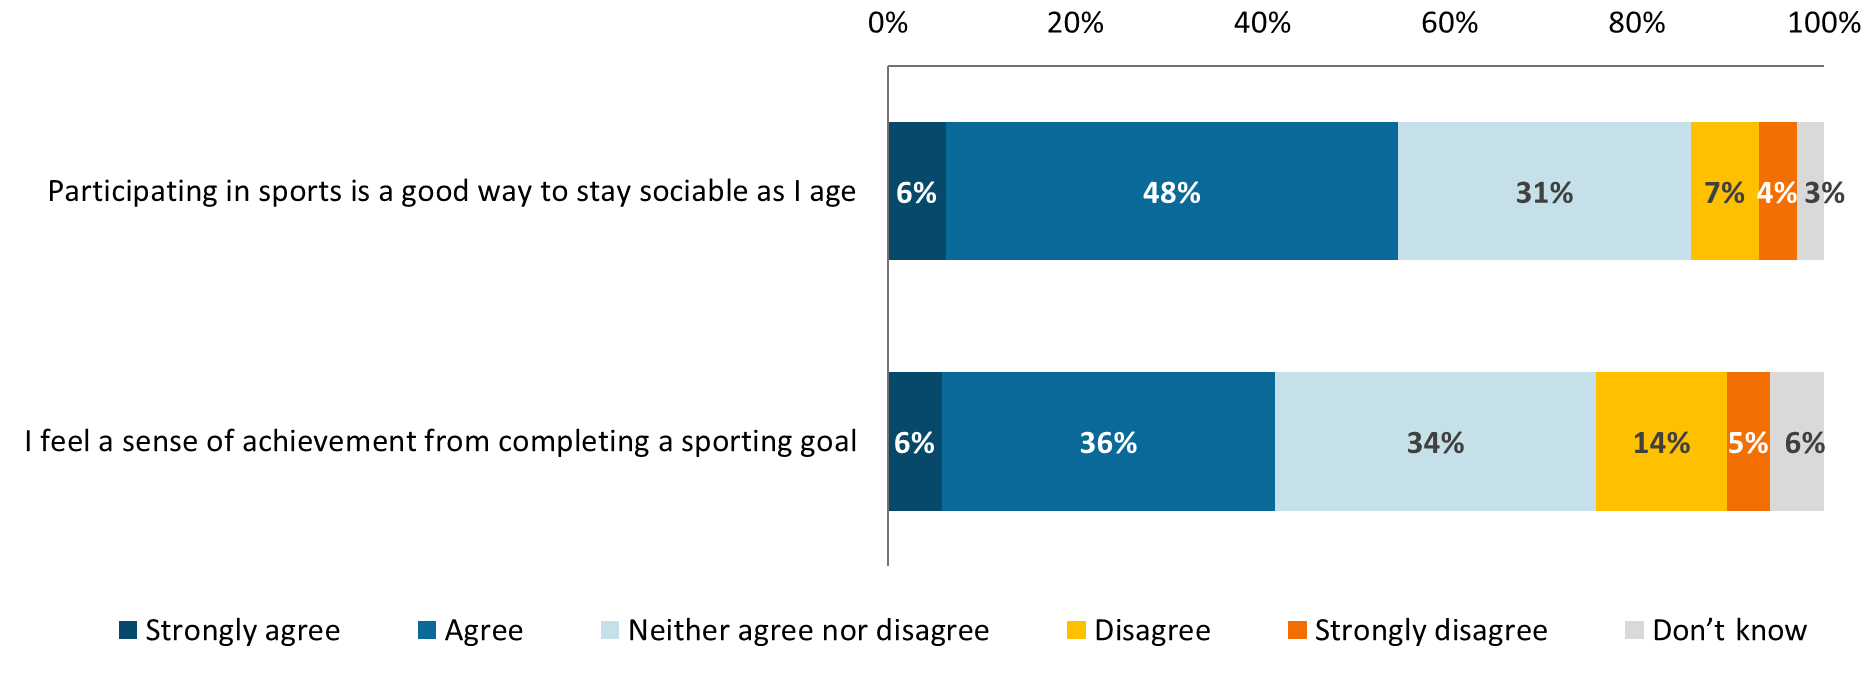 0% 20% 40% 60% 80% 100%
Participating in sports is a good way to stay sociable as I age 6% 48% 31% 7% 4% 3%
I feel a sense of achievement from completing a sporting goal 6% 36% 34% 14% 5% 6%
Strongly agree Agree Neither agree nor disagree Disagree Strongly disagree Don’t know